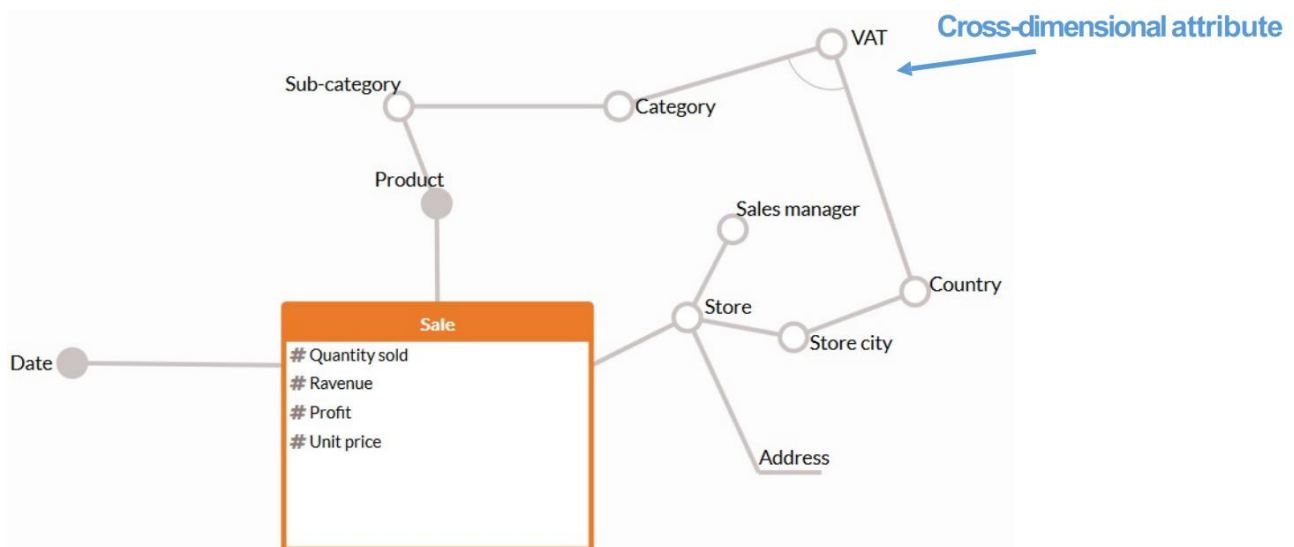 Cross-dimensional attribute
VAT
Sub-category
Category
Product
Sales manager
Country
Store
Sale
Store city
Date
# Quantity sold
# Ravenue
# Profit
# Unit price
Address